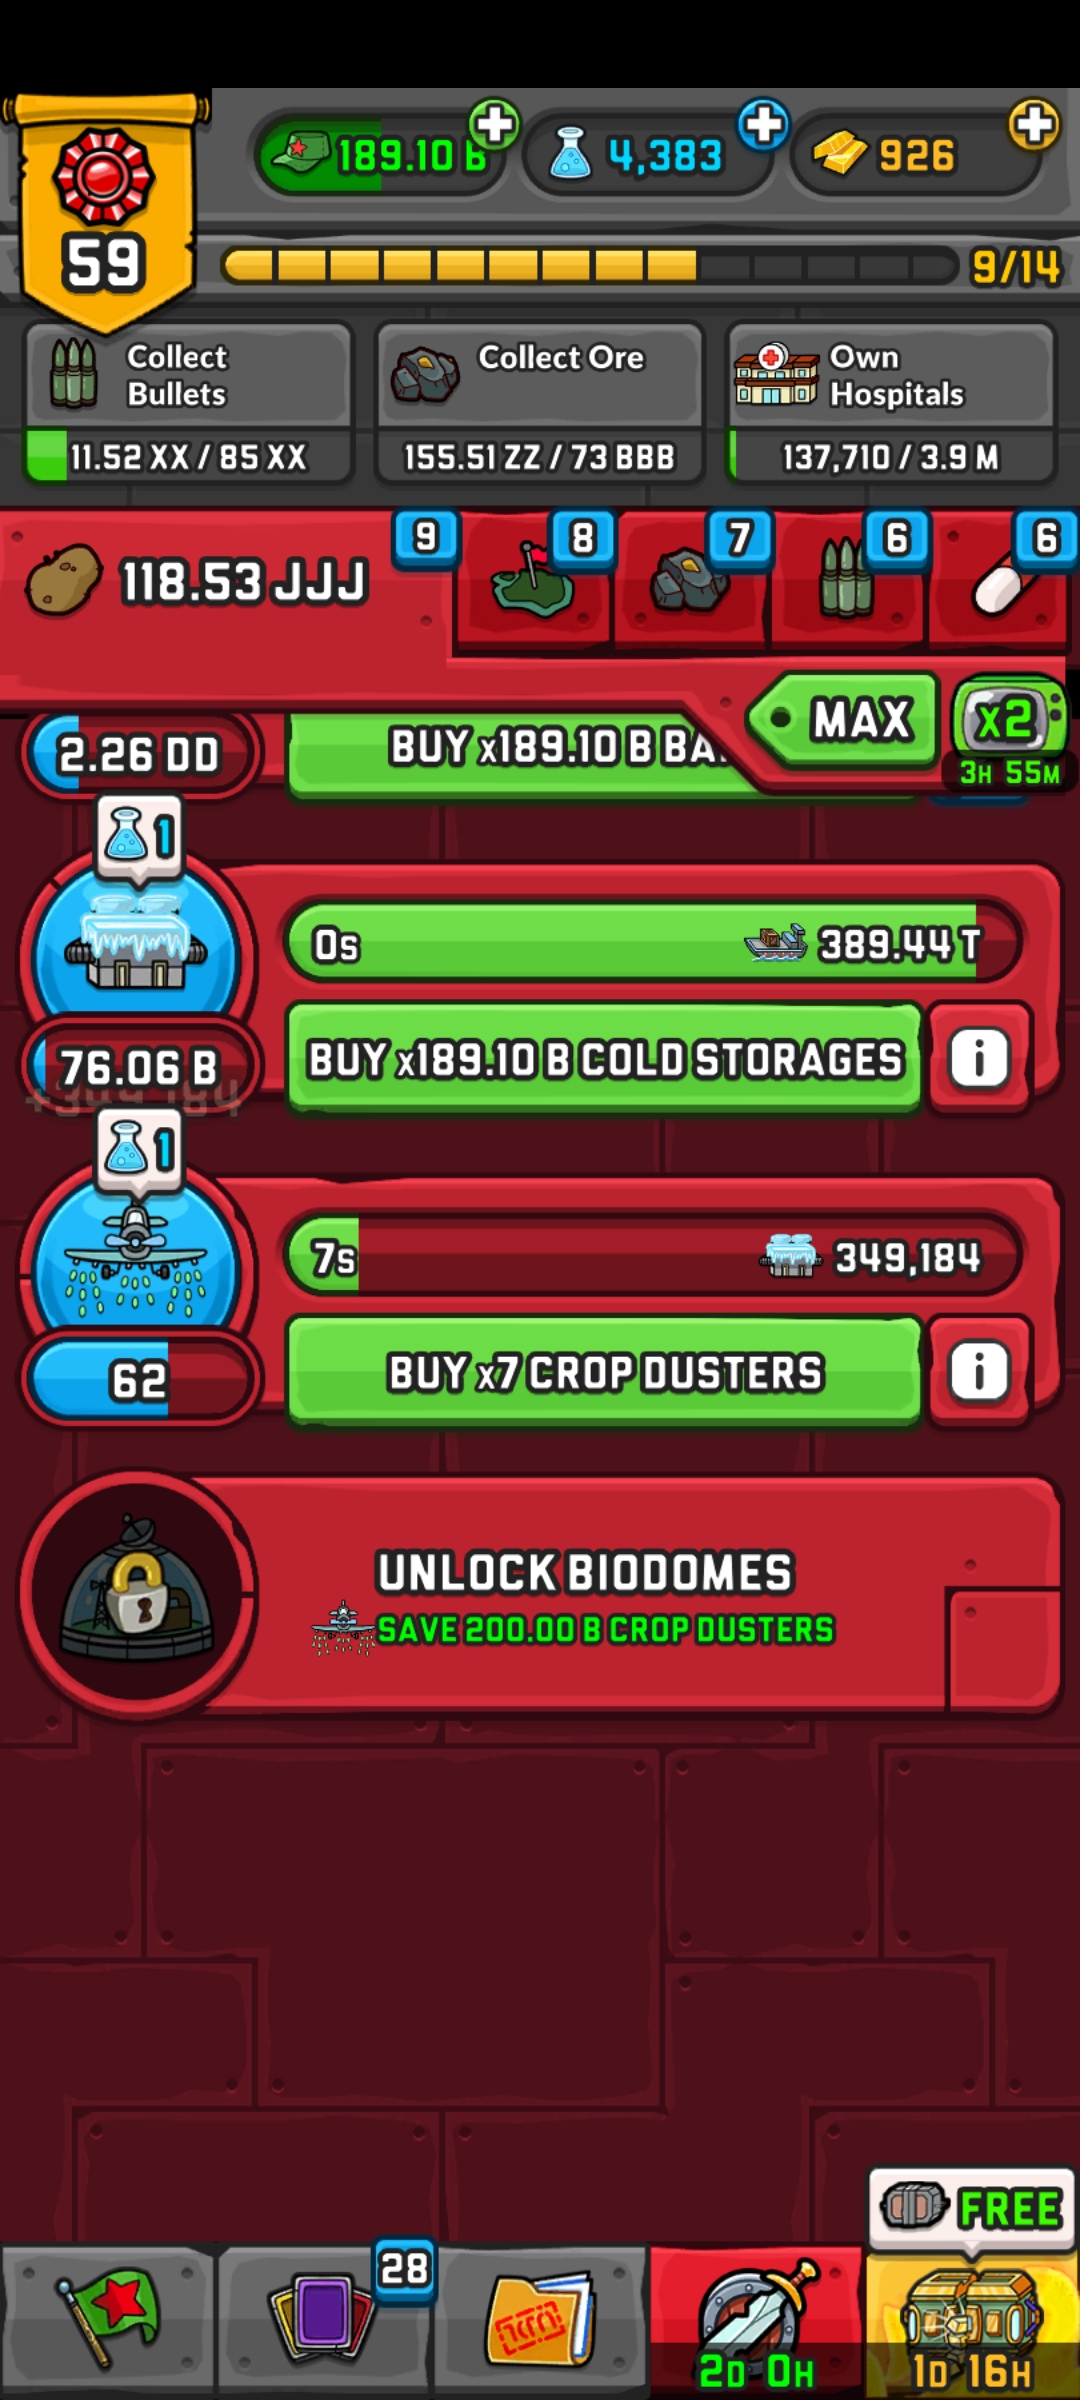 189.10 B
4,383
926
59
9/14
Collect
Bullets
11.52 XX / 85 XX
Collect Ore
155.51 ZZ / 73 BBB
Own
Hospitals
137,710 / 3.9 M
118.53 JJJ
9
8
7
6
6
MAX
x2
3H 55M
2.26 DD
BUY x189.10 B BA
1
0s
389.44 T
76.06 B
BUY x189.10 B COLD STORAGES
i
+349,184
1
7s
349,184
62
BUY x7 CROP DUSTERS
i
UNLOCK BIODOMES
SAVE 200.00 B CROP DUSTERS
FREE
28
2D 0H
1D 16H